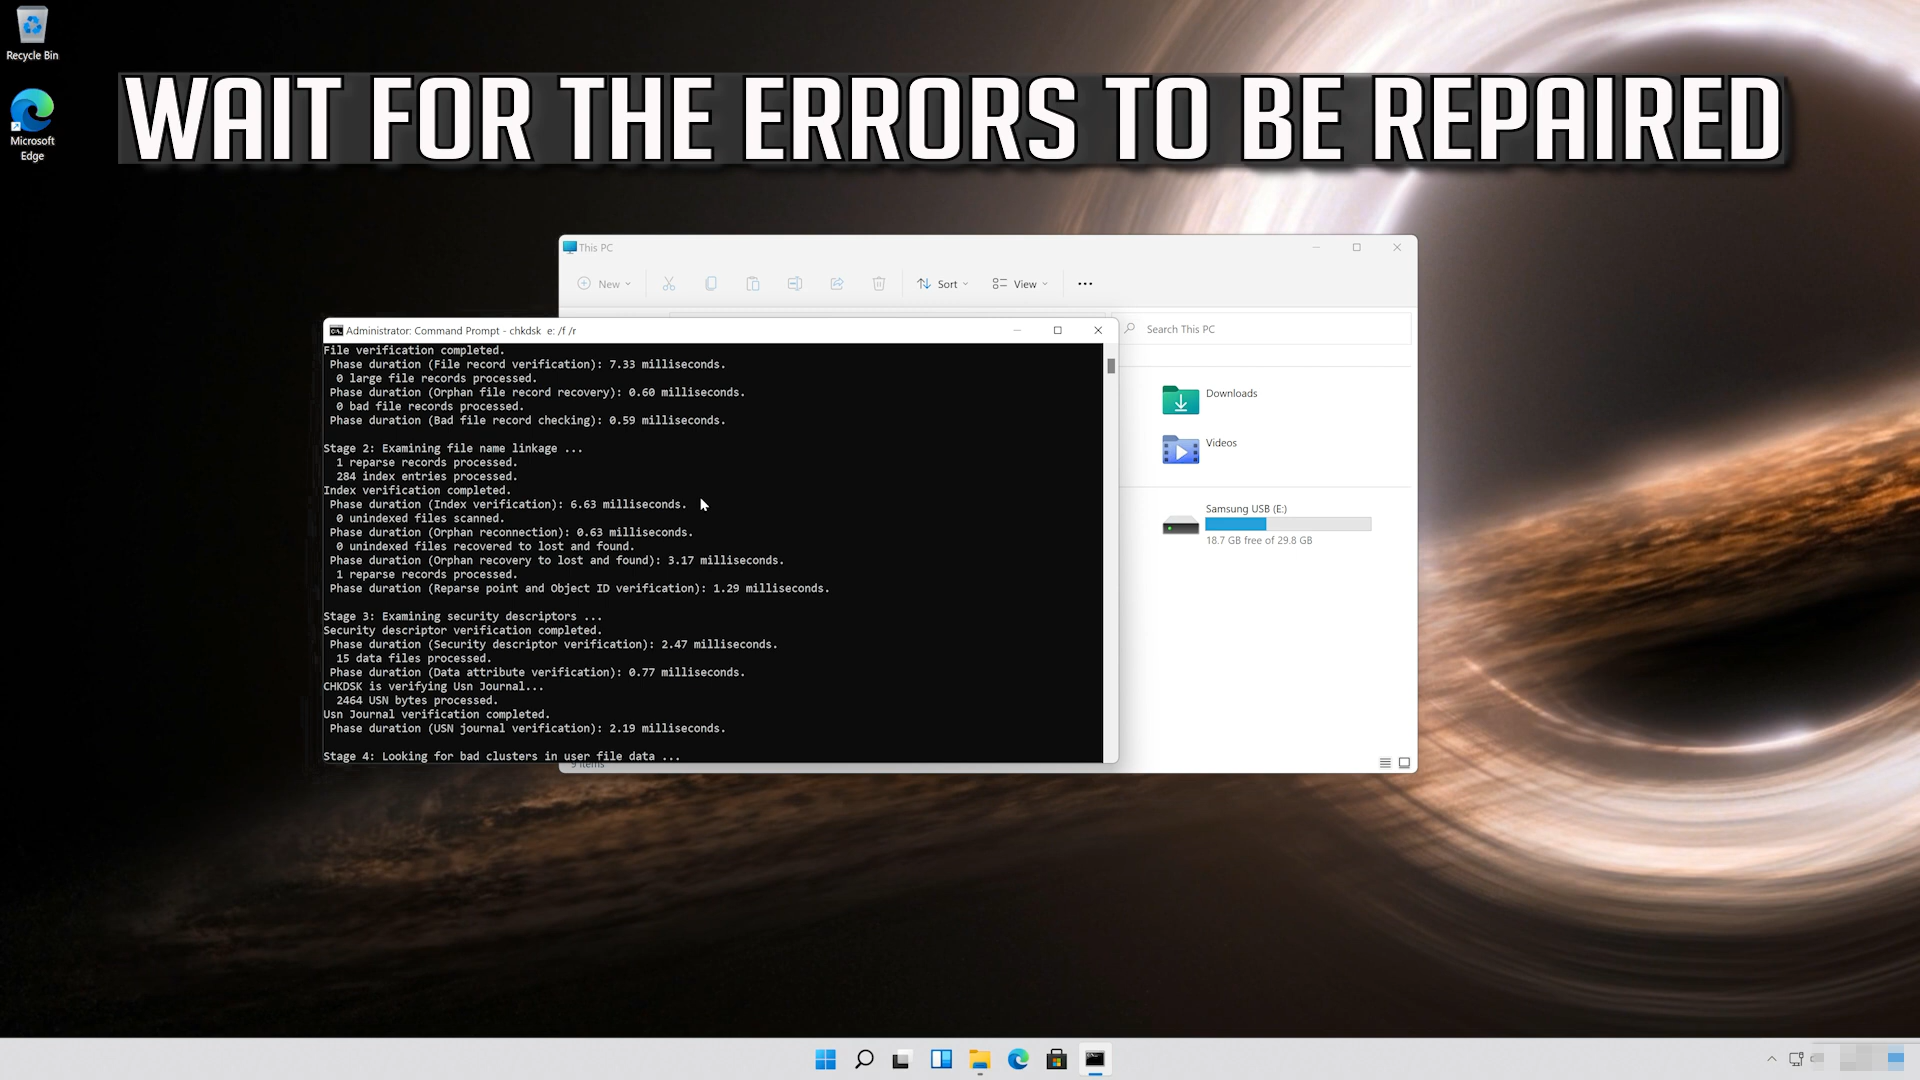 Recycle Bin
Microsoft
Edge
WAIT FOR THE ERRORS TO BE REPAIRED
This PC
New
Sort
View
Search This PC
Administrator: Command Prompt - chkdsk  e: /f /r
File verification completed.
Phase duration (File record verification): 7.33 milliseconds.
0 large file records processed.
Phase duration (Orphan file record recovery): 0.60 milliseconds.
0 bad file records processed.
Phase duration (Bad file record checking): 0.59 milliseconds.
Stage 2: Examining file name linkage ...
1 reparse records processed.
284 index entries processed.
Index verification completed.
Phase duration (Index verification): 6.63 milliseconds.
0 unindexed files scanned.
Phase duration (Orphan reconnection): 0.63 milliseconds.
0 unindexed files recovered to lost and found.
Phase duration (Orphan recovery to lost and found): 3.17 milliseconds.
1 reparse records processed.
Phase duration (Reparse point and Object ID verification): 1.29 milliseconds.
Stage 3: Examining security descriptors ...
Security descriptor verification completed.
Phase duration (Security descriptor verification): 2.47 milliseconds.
15 data files processed.
Phase duration (Data attribute verification): 0.77 milliseconds.
CHKDSK is verifying Usn Journal...
2464 USN bytes processed.
Usn Journal verification completed.
Phase duration (USN journal verification): 2.19 milliseconds.
Stage 4: Looking for bad clusters in user file data ...
Downloads
Videos
Samsung USB (E:)
18.7 GB free of 29.8 GB